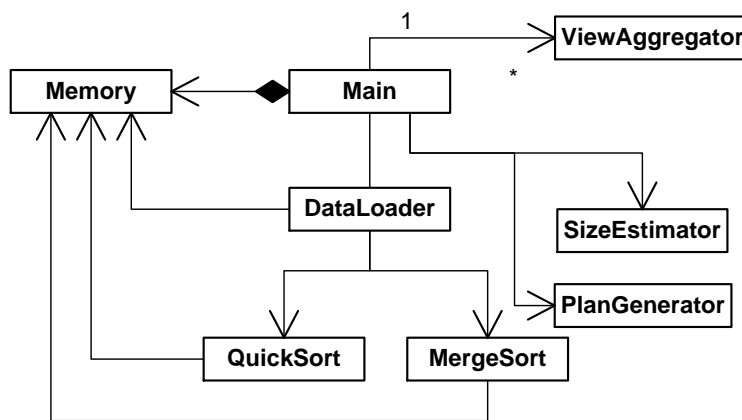 1
ViewAggregator
*
Memory
Main
DataLoader
SizeEstimator
PlanGenerator
QuickSort
MergeSort